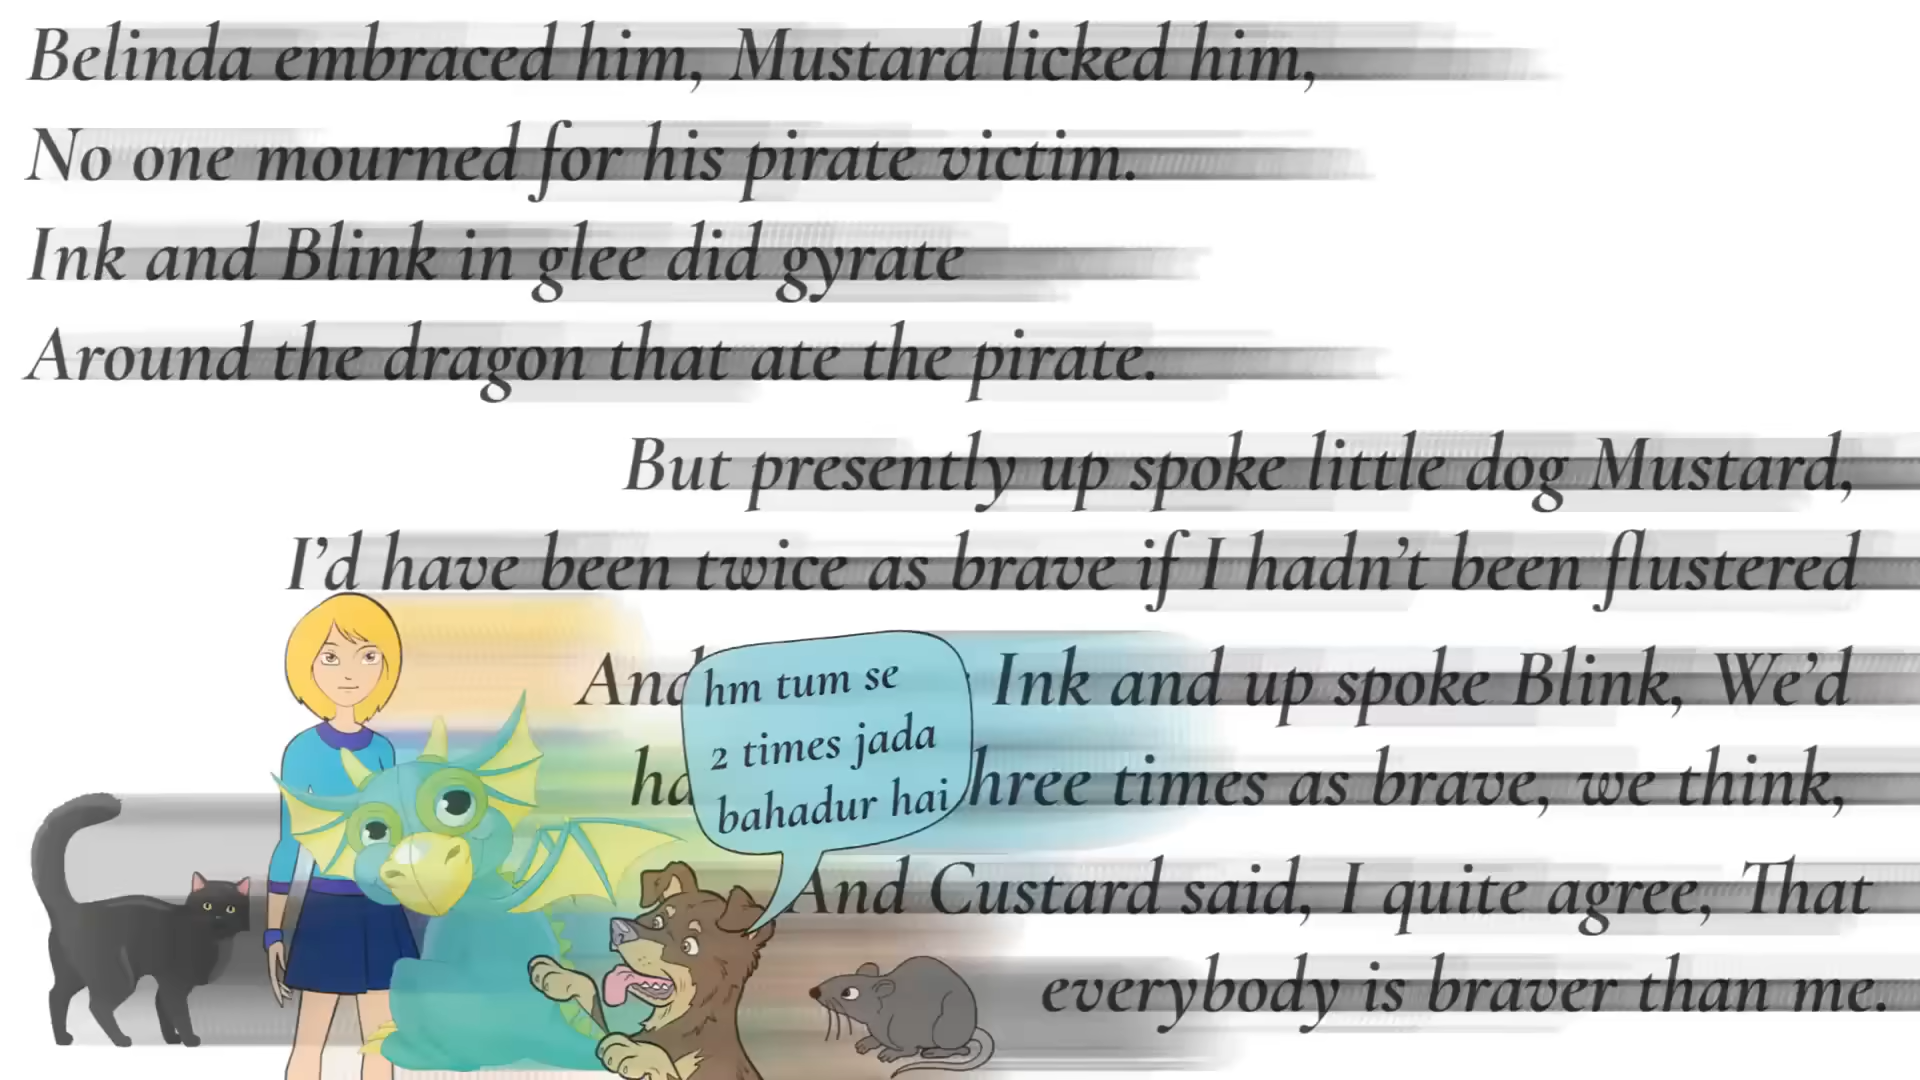 Belinda embraced him, Mustard licked him,
No one mourned for his pirate victim.
Ink and Blink in glee did gyrate
Around the dragon that ate the pirate.
But presently up spoke little dog Mustard,
I’d have been twice as brave if I hadn’t been flustered
And Ink and up spoke Blink, We’d
three times as brave, we think,
hm tum se
2 times jada
bahadur hai
And Custard said, I quite agree, That
everybody is braver than me.